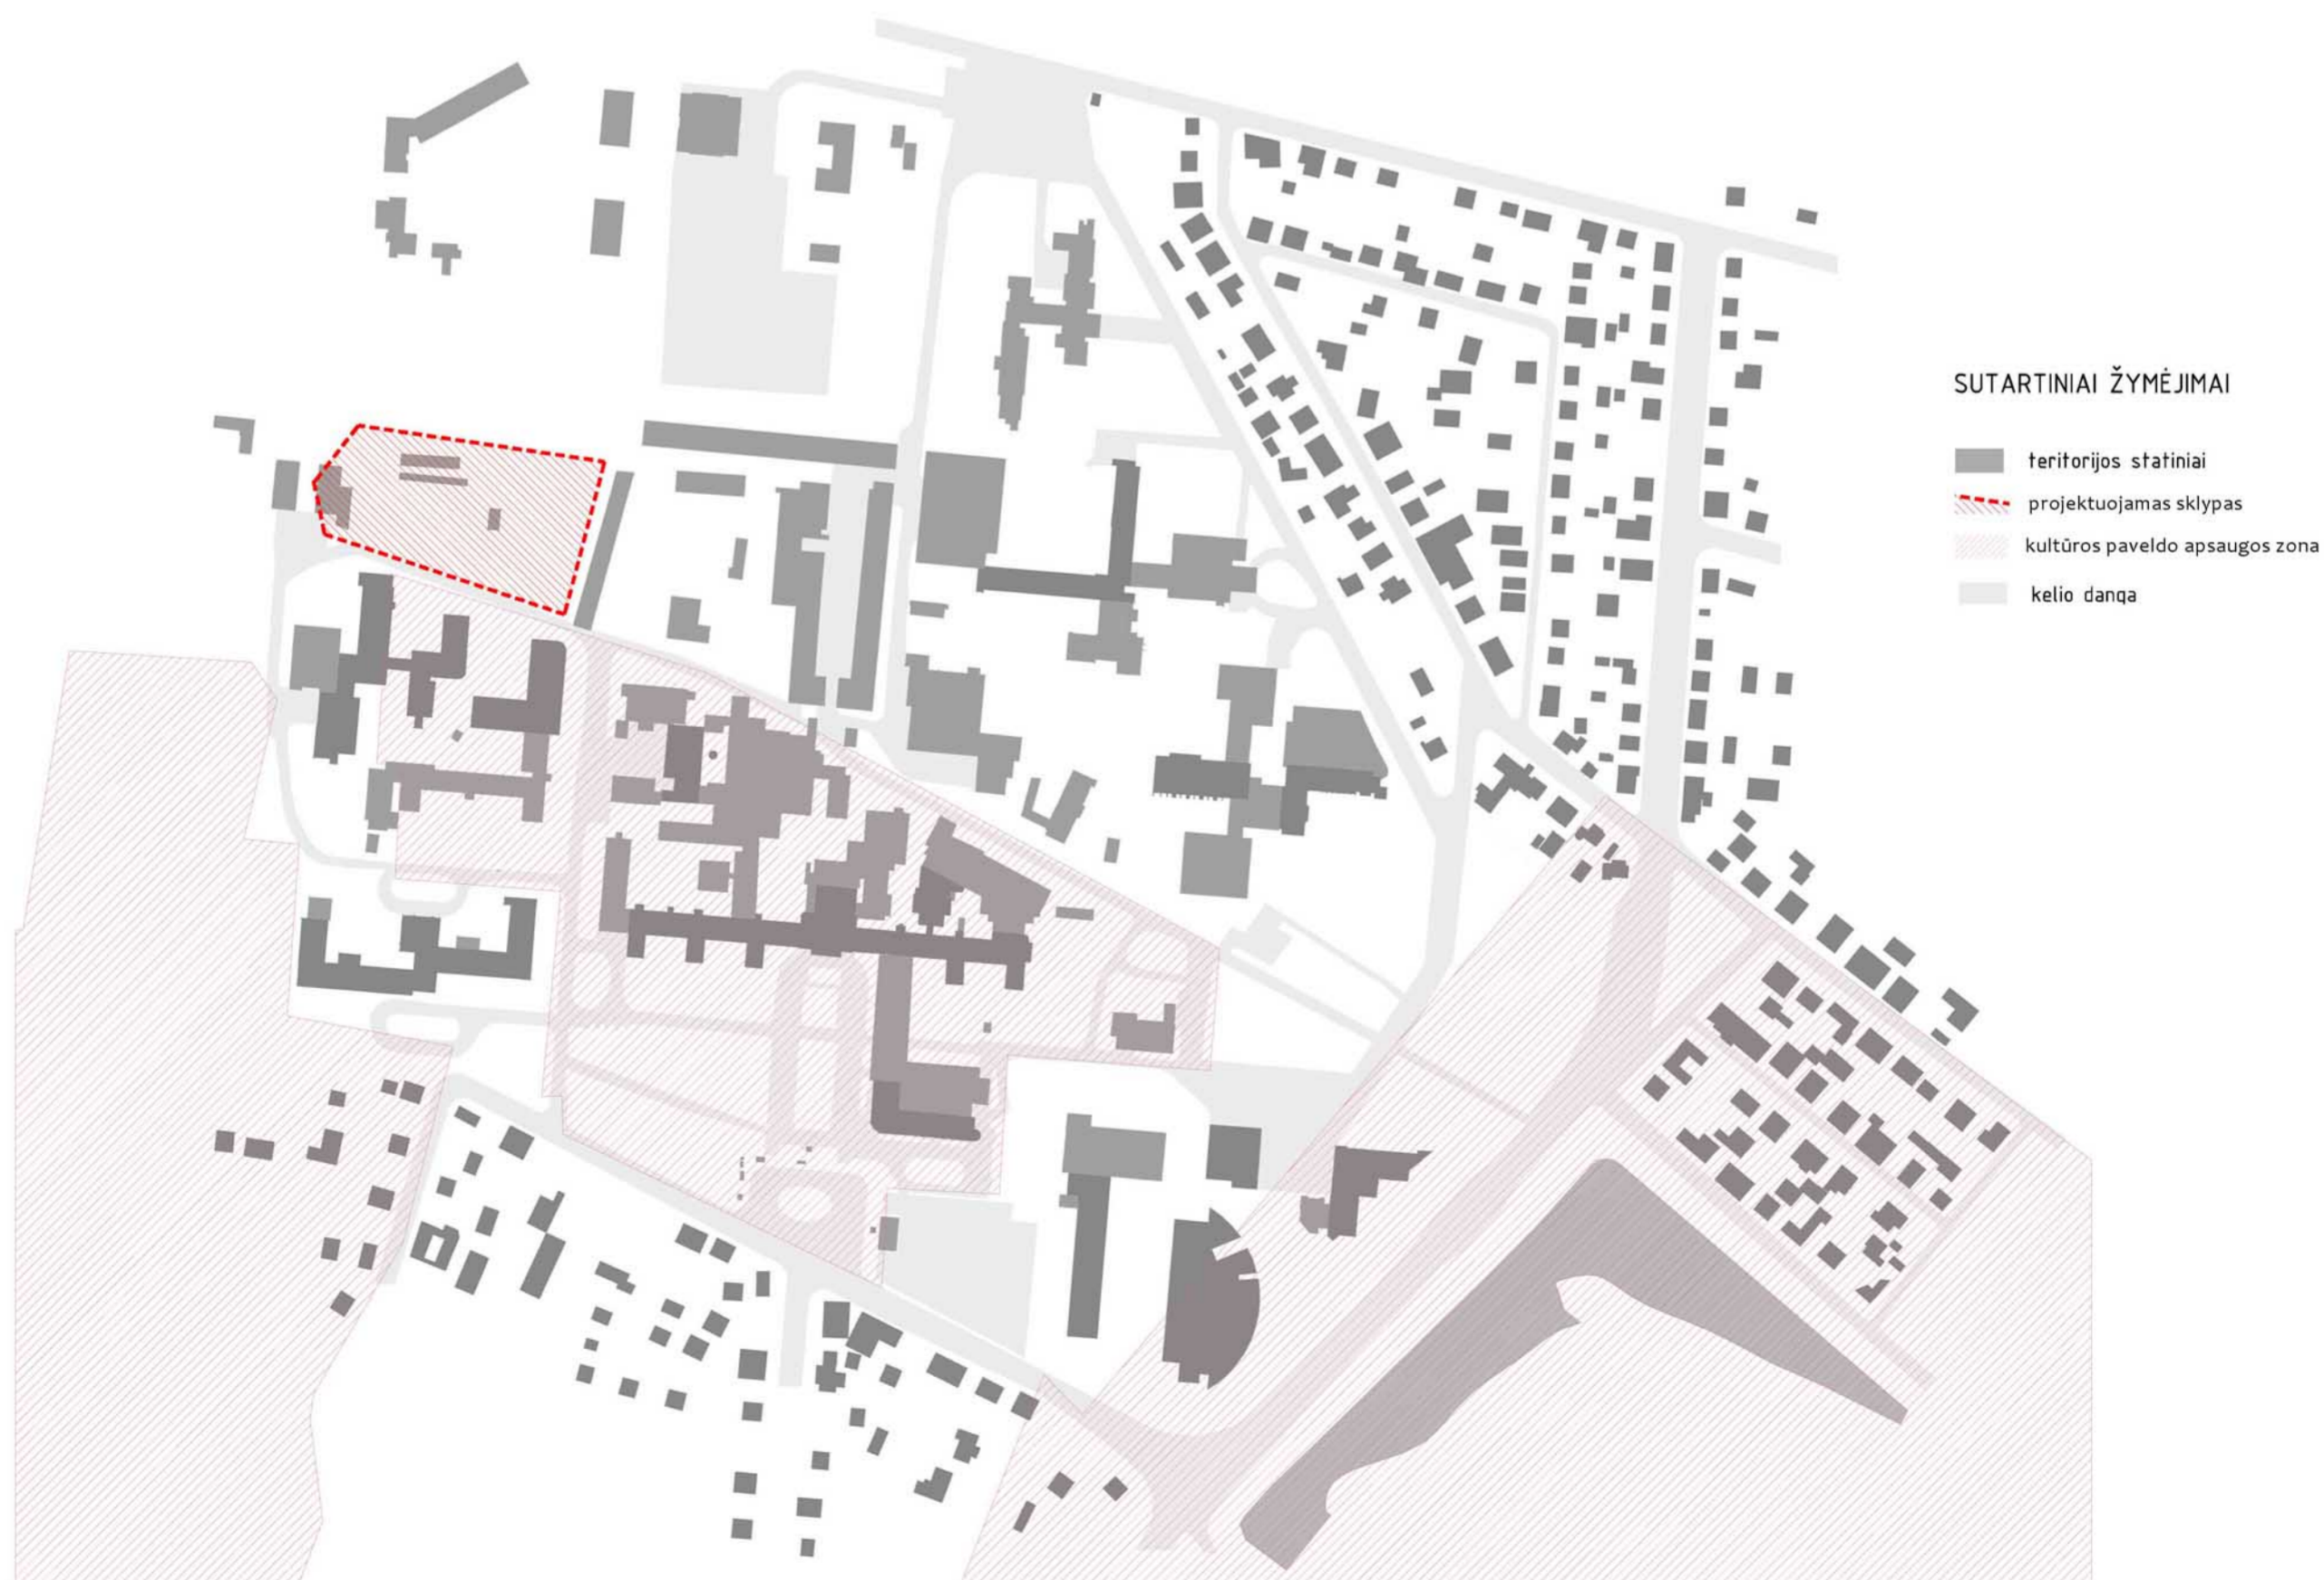 SUTARTINIAI ŽYMĖJIMAI
teritorijos statiniai
projektuojamas sklypas
kultūros paveldo apsaugos zona
kelio danga